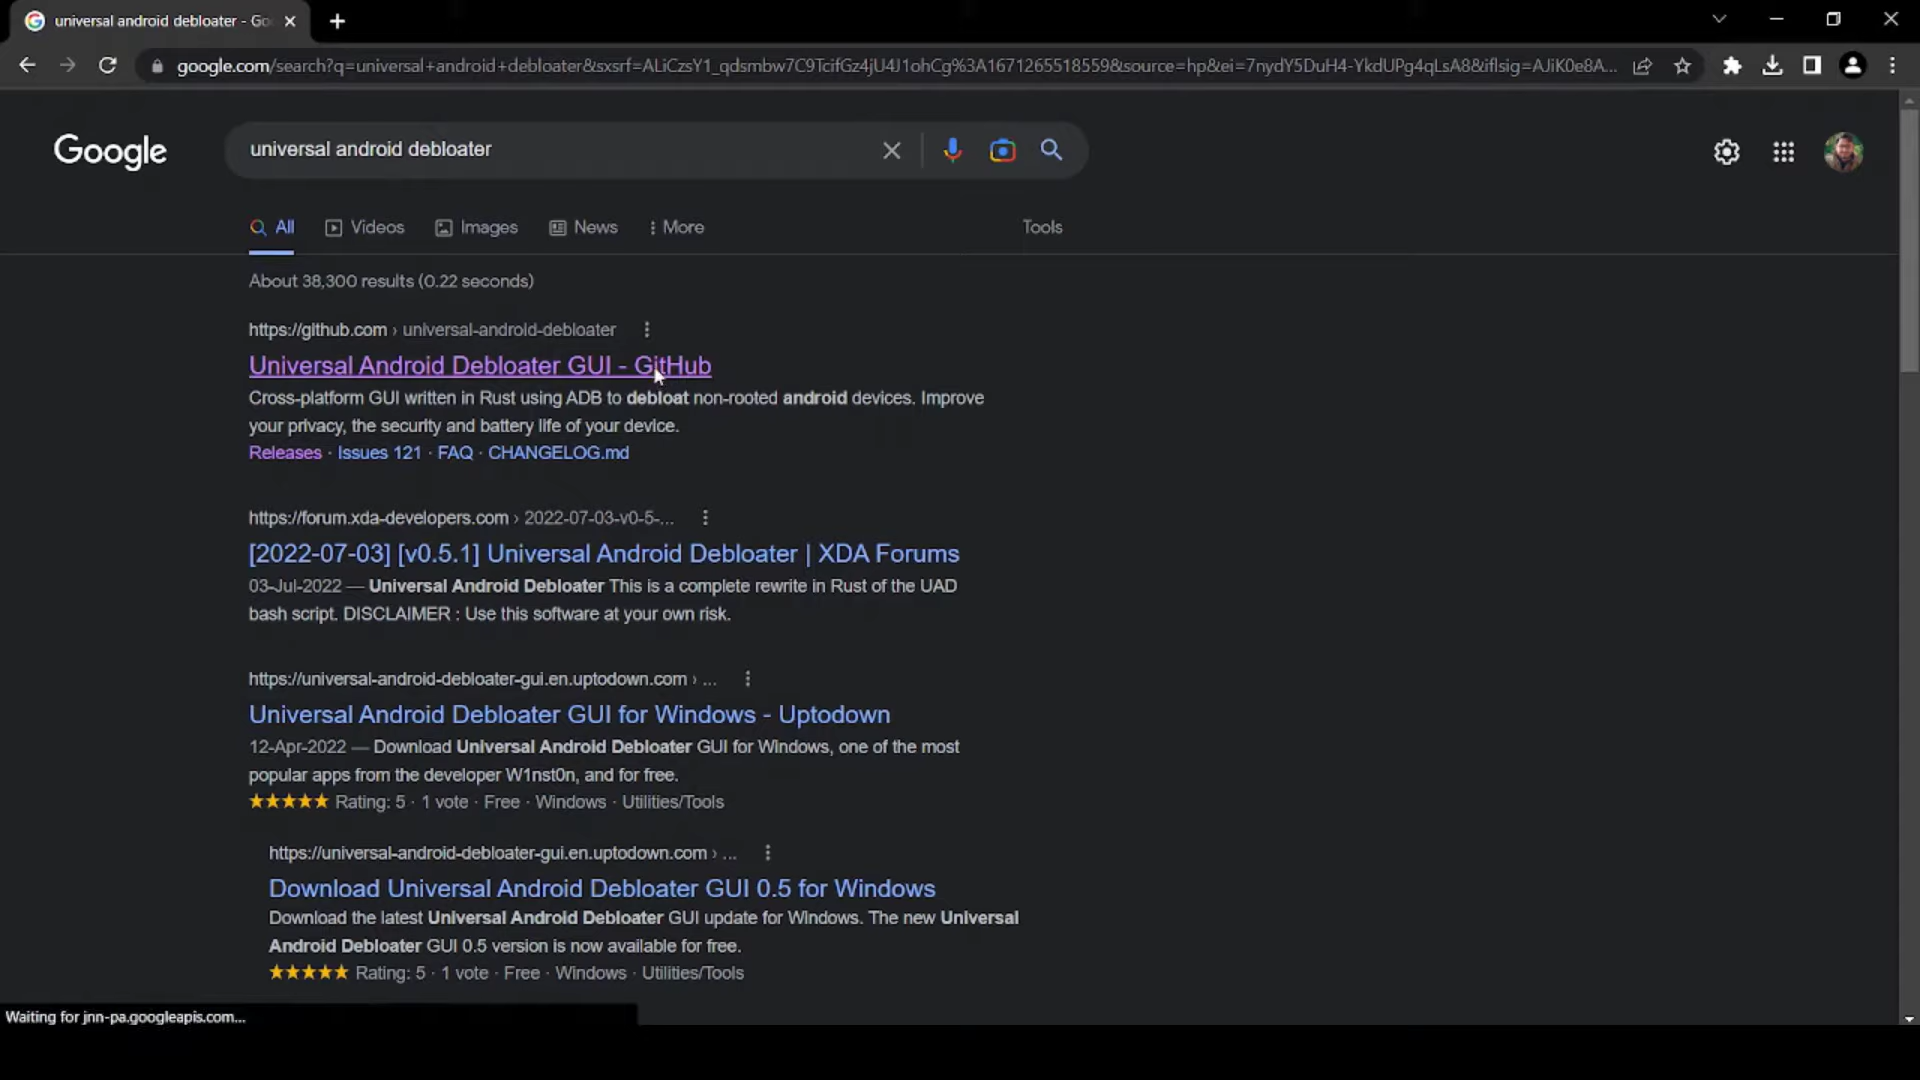 universal android debloater - Go
google.com/search?q=universal+android+debloater&sxsrf=ALiCzsY1_qdsmbw7C9TcifGz4jU4J1ohCg%3A1671265518559&source=hp&ei=7nydY5DuH4-YkdUPg4qLsA8&iflsig=AJiK0e8A...
Google
universal android debloater
All
Videos
Images
News
More
Tools
About 38,300 results (0.22 seconds)
https://github.com › universal-android-debloater
Universal Android Debloater GUI - GitHub
Cross-platform GUI written in Rust using ADB to debloat non-rooted android devices. Improve
your privacy, the security and battery life of your device.
Releases · Issues 121 · FAQ · CHANGELOG.md
https://forum.xda-developers.com › 2022-07-03-v0-5-...
[2022-07-03] [v0.5.1] Universal Android Debloater | XDA Forums
03-Jul-2022 — Universal Android Debloater This is a complete rewrite in Rust of the UAD
bash script. DISCLAIMER : Use this software at your own risk.
https://universal-android-debloater-gui.en.uptodown.com › ...
Universal Android Debloater GUI for Windows - Uptodown
12-Apr-2022 — Download Universal Android Debloater GUI for Windows, one of the most
popular apps from the developer W1nst0n, and for free.
★★★★★ Rating: 5 · 1 vote · Free · Windows · Utilities/Tools
https://universal-android-debloater-gui.en.uptodown.com › ...
Download Universal Android Debloater GUI 0.5 for Windows
Download the latest Universal Android Debloater GUI update for Windows. The new Universal
Android Debloater GUI 0.5 version is now available for free.
★★★★★ Rating: 5 · 1 vote · Free · Windows · Utilities/Tools
Waiting for jnn-pa.googleapis.com...